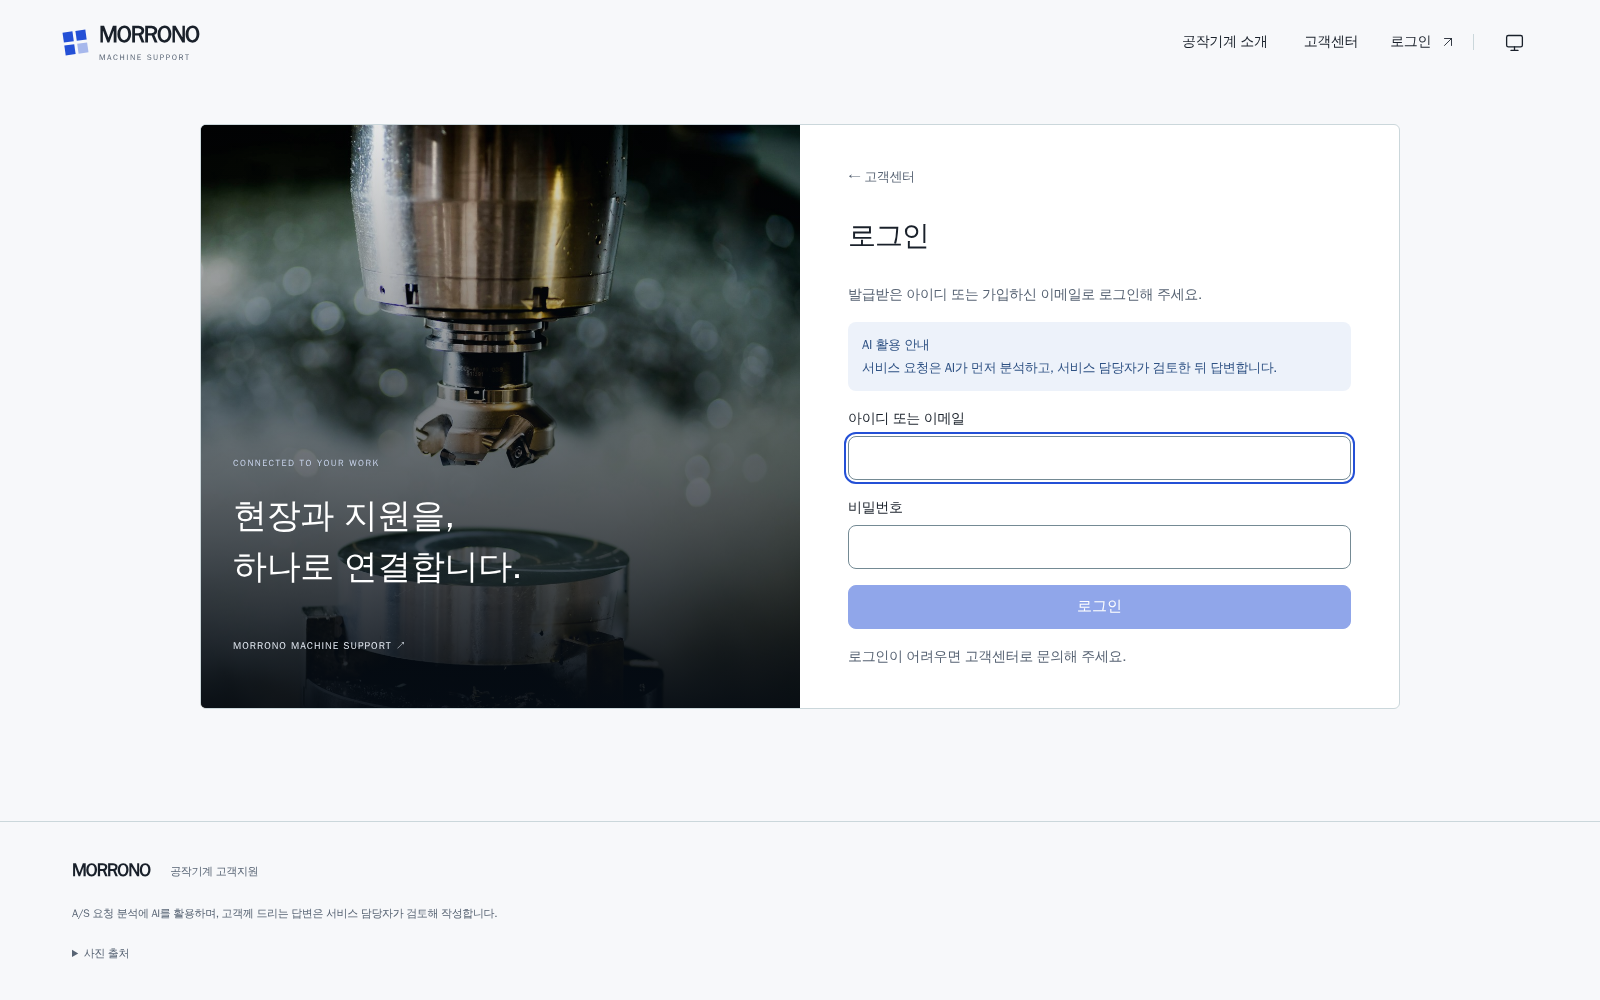 MORRONO
MACHINE SUPPORT
공작기계 소개
고객센터
로그인 ↗
← 고객센터
로그인
발급받은 아이디 또는 가입하신 이메일로 로그인해 주세요.
AI 활용 안내
서비스 요청은 AI가 먼저 분석하고, 서비스 담당자가 검토한 뒤 답변합니다.
아이디 또는 이메일
비밀번호
로그인
로그인이 어려우면 고객센터로 문의해 주세요.
CONNECTED TO YOUR WORK
현장과 지원을,
하나로 연결합니다.
MORRONO MACHINE SUPPORT ↗
MORRONO 공작기계 고객지원
A/S 요청 분석에 AI를 활용하며, 고객께 드리는 답변은 서비스 담당자가 검토해 작성합니다.
▶ 사진 출처